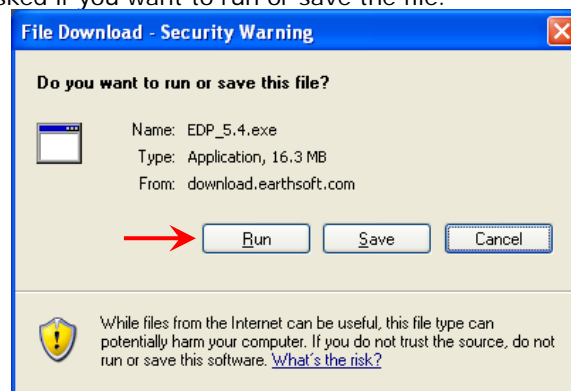 if you want to run or save the file.
File Download - Security Warning
Do you want to run or save this file?
Name: EDP_5.4.exe
Type: Application, 16.3 MB
From: download.earthsoft.com
Run Save Cancel
While files from the Internet can be useful, this file type can
potentially harm your computer. If you do not trust the source, do not
run or save this software. What's the risk?